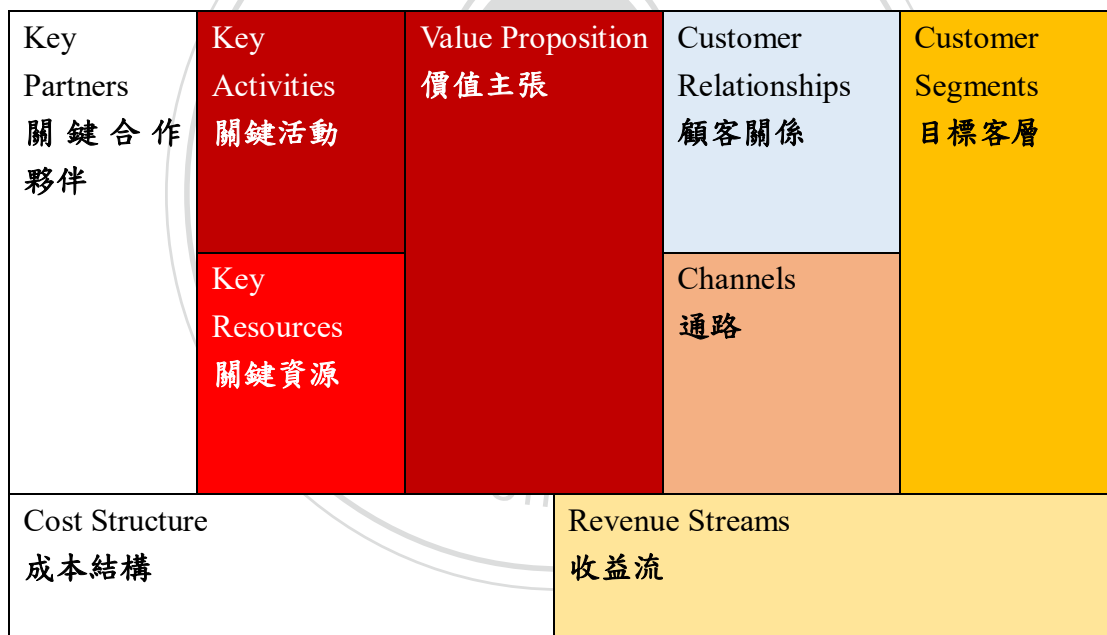 Key
Partners
關鍵合作
夥伴
Key
Activities
關鍵活動
Key
Resources
關鍵資源
Value Proposition
價值主張
Customer
Relationships
顧客關係
Channels
通路
Customer
Segments
目標客層
Cost Structure
成本結構
Revenue Streams
收益流